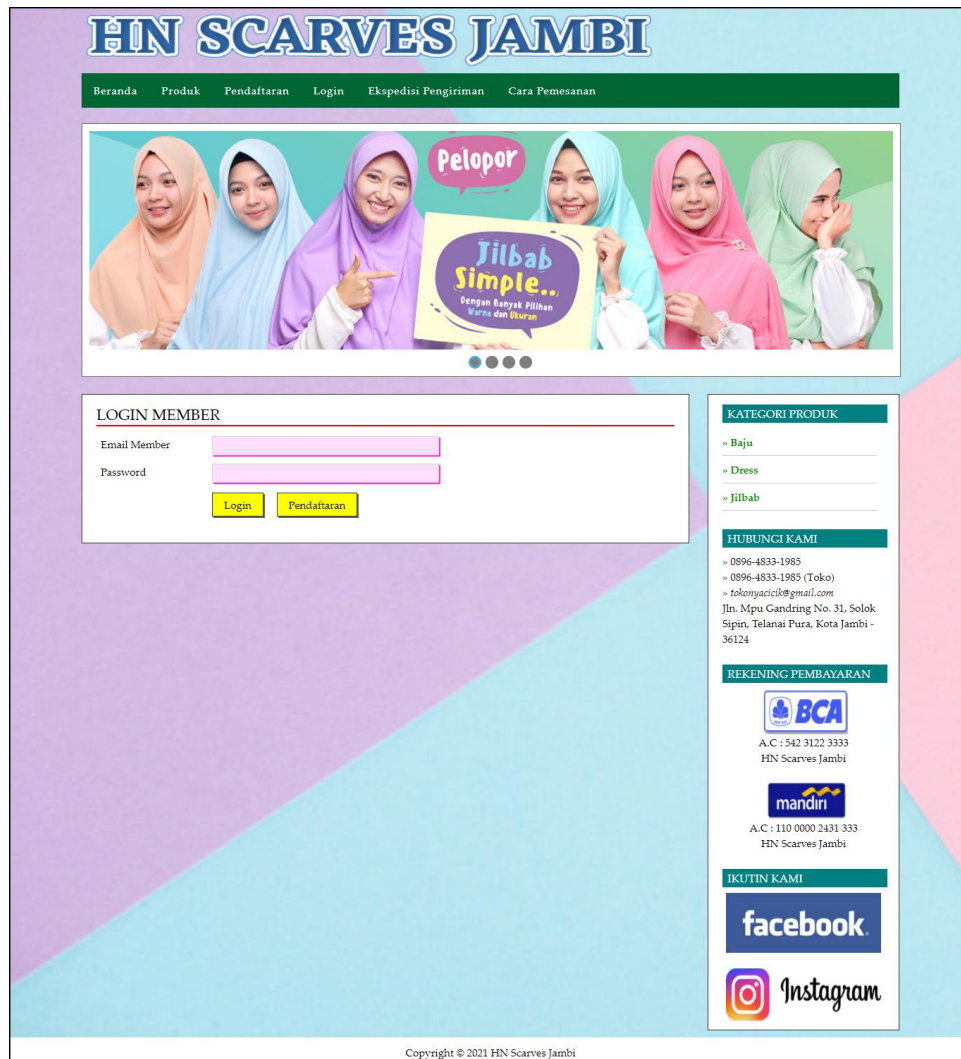 HN SCARVES JAMBI
Beranda Produk Pendaftaran Login Ekspedisi Pengiriman Cara Pemesanan
Pelopor
Jilbab
Simple..
Dengan Banyak Pilihan
Warna dan Ukuran
LOGIN MEMBER
Email Member
Password
Login Pendaftaran
KATEGORI PRODUK
» Baju
» Dress
» Jilbab
HUBUNGI KAMI
» 0896-4833-1985
» 0896-4833-1985 (Toko)
» tokonyacicik@gmail.com
Jln. Mpu Gandring No. 31, Solok
Sipin, Telanai Pura, Kota Jambi -
36124
REKENING PEMBAYARAN
BCA
A.C : 542 3122 3333
HN Scarves Jambi
mandiri
A.C : 110 0000 2431 333
HN Scarves Jambi
IKUTIN KAMI
facebook.
Instagram
Copyright © 2021 HN Scarves Jambi